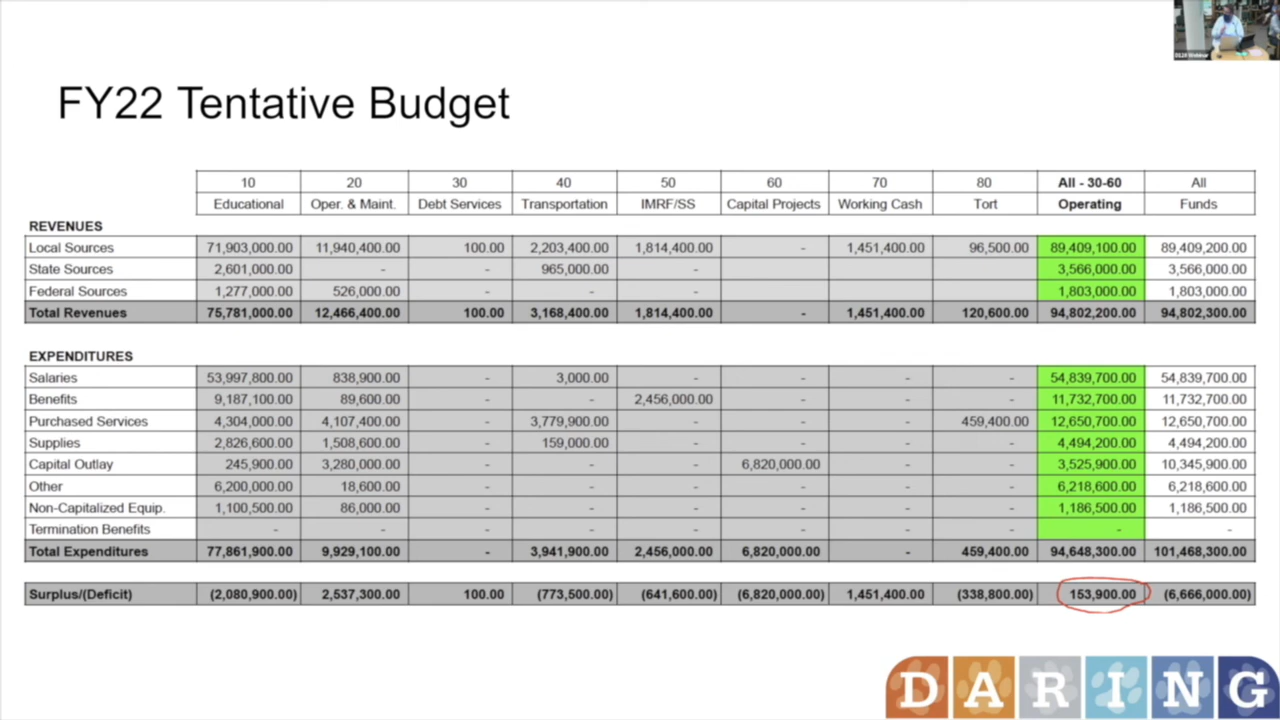 FY22 Tentative Budget
10 20 30 40 50 60 70 80 All - 30-60 All
Educational Oper. & Maint. Debt Services Transportation IMRF/SS Capital Projects Working Cash Tort Operating Funds
REVENUES
Local Sources 71,903,000.00 11,940,400.00 100.00 2,203,400.00 1,814,400.00 - 1,451,400.00 96,500.00 89,409,100.00 89,409,200.00
State Sources 2,601,000.00 - - 965,000.00 - 3,566,000.00 3,566,000.00
Federal Sources 1,277,000.00 526,000.00 - - - 1,803,000.00 1,803,000.00
Total Revenues 75,781,000.00 12,466,400.00 100.00 3,168,400.00 1,814,400.00 - 1,451,400.00 120,600.00 94,802,200.00 94,802,300.00
EXPENDITURES
Salaries 53,997,800.00 838,900.00 - 3,000.00 - - - - 54,839,700.00 54,839,700.00
Benefits 9,187,100.00 89,600.00 - - 2,456,000.00 - - - 11,732,700.00 11,732,700.00
Purchased Services 4,304,000.00 4,107,400.00 - 3,779,900.00 - - - 459,400.00 12,650,700.00 12,650,700.00
Supplies 2,826,600.00 1,508,600.00 - 159,000.00 - - - - 4,494,200.00 4,494,200.00
Capital Outlay 245,900.00 3,280,000.00 - - - 6,820,000.00 - - 3,525,900.00 10,345,900.00
Other 6,200,000.00 18,600.00 - - - - - - 6,218,600.00 6,218,600.00
Non-Capitalized Equip. 1,100,500.00 86,000.00 - - - - - - 1,186,500.00 1,186,500.00
Termination Benefits - - - - - - - - - -
Total Expenditures 77,861,900.00 9,929,100.00 - 3,941,900.00 2,456,000.00 6,820,000.00 - 459,400.00 94,648,300.00 101,468,300.00
Surplus/(Deficit) (2,080,900.00) 2,537,300.00 100.00 (773,500.00) (641,600.00) (6,820,000.00) 1,451,400.00 (338,800.00) 153,900.00 (6,666,000.00)
DARING